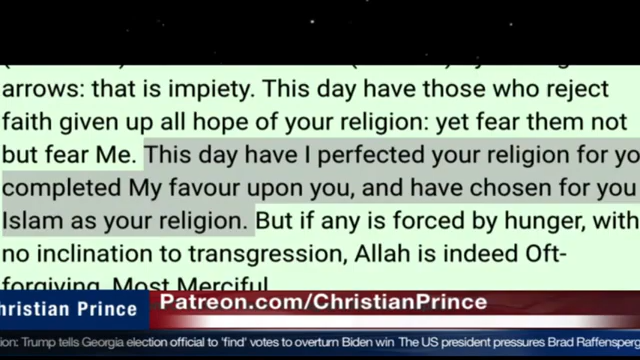 arrows: that is impiety. This day have those who reject
faith given up all hope of your religion: yet fear them not
but fear Me. This day have I perfected your religion for yo
completed My favour upon you, and have chosen for you
Islam as your religion. But if any is forced by hunger, with
no inclination to transgression, Allah is indeed Oft-
forgiving, Most Merciful
hristian Prince
Patreon.com/ChristianPrince
ion: Trump tells Georgia election official to 'find' votes to overturn Biden win The US president pressures Brad Raffensperg